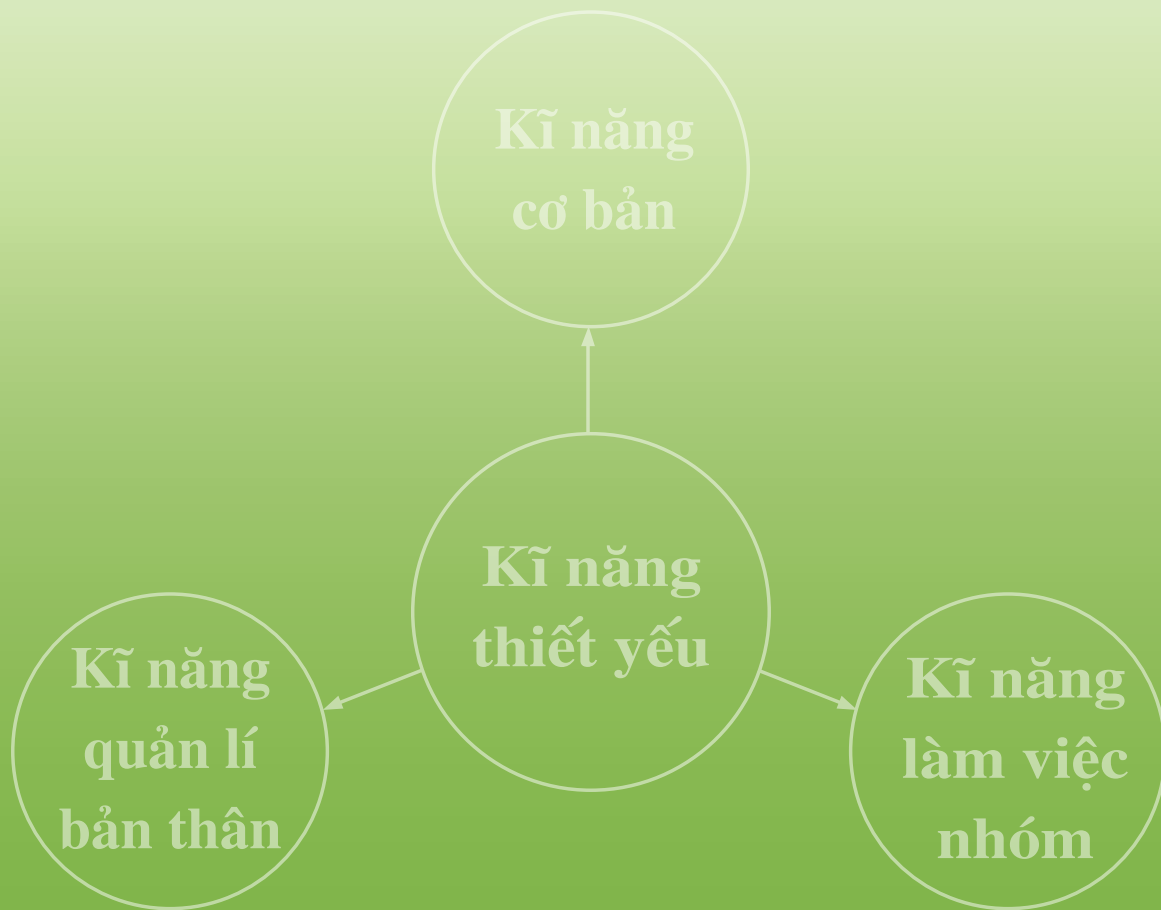 Kĩ năng
cơ bản
Kĩ năng
thiết yếu
Kĩ năng
quản lí
bản thân
Kĩ năng
làm việc
nhóm